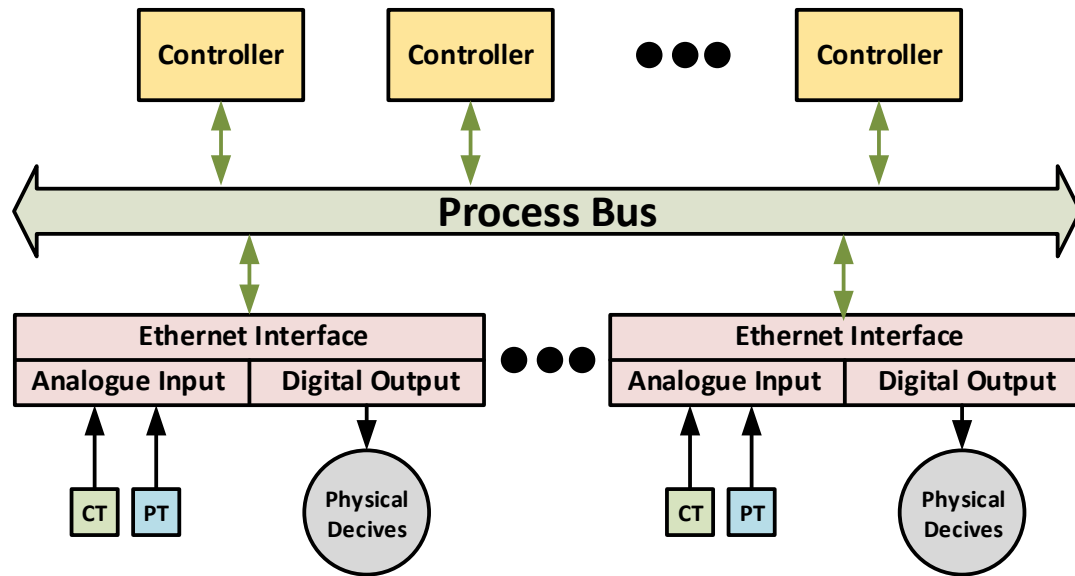 Controller Controller Controller
Process Bus
Ethernet Interface Ethernet Interface
Analogue Input Digital Output Analogue Input Digital Output
CT PT Physical Decives CT PT Physical Decives